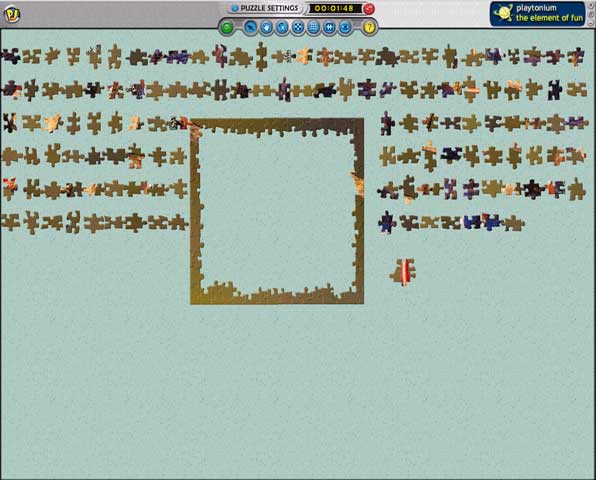 PUZZLE SETTINGS
00:01:48
playtonium
the element of fun
?